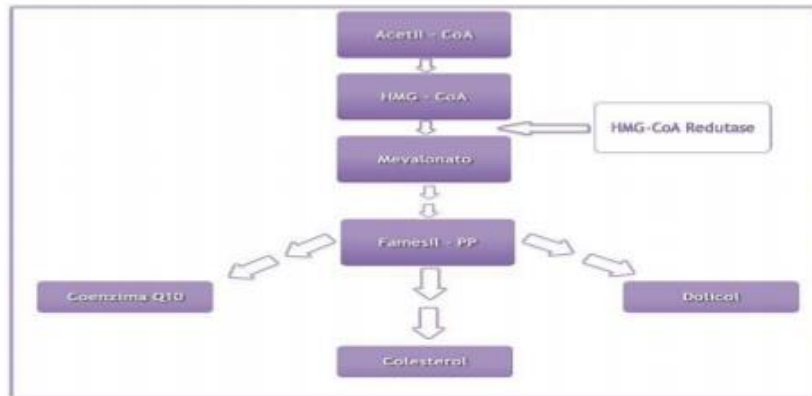 Acetil - CoA
HMG - CoA
HMG-CoA Redutase
Mevalonato
Farnesil - PP
Coenzima Q10
Dolicol
Colesterol